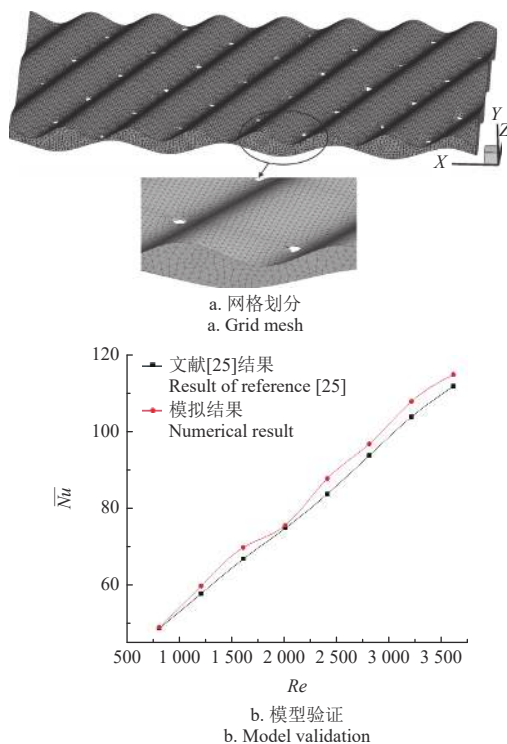 Y
Z
X
a. 网格划分
a. Grid mesh
120
文献[25]结果
Result of reference [25]
模拟结果
Numerical result
100
Nu
80
60
500 1 000 1 500 2 000 2 500 3 000 3 500
Re
b. 模型验证
b. Model validation